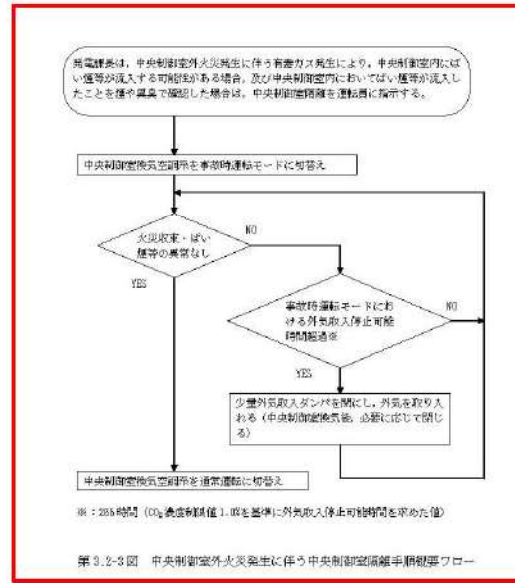 発電課長は，中央制御室外火災発生に伴う有毒ガス発生により，中央制御室内にば
い煙等が流入する可能性がある場合，及び中央制御室内においてばい煙等が流入し
たことを煙や異臭で確認した場合は，中央制御室隔離を運転員に指示する。
中央制御室換気空調系を事故時運転モードに切替え
火災収束・ばい
煙等の異常なし
NO
YES
事故時運転モードにお
ける外気取入停止可能
時間超過※
NO
YES
少量外気取入ダンパを開にし，外気を取り入
れる（中央制御室換気後，必要に応じて閉じ
る）
中央制御室換気空調系を通常運転に切替え
※：285時間（CO₂濃度制限値1.0%を基準に外気取入停止可能時間を求めた値）
第3.2-3図　中央制御室外火災発生に伴う中央制御室隔離手順概要フロー